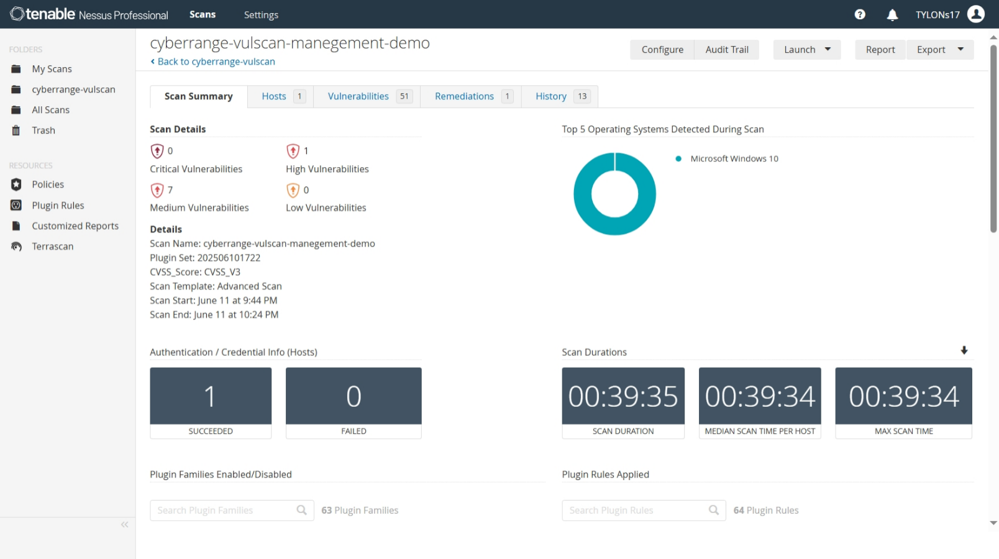 tenable Nessus Professional
Scans
Settings
TYLONs17
FOLDERS
My Scans
cyberrange-vulscan
All Scans
Trash
RESOURCES
Policies
Plugin Rules
Customized Reports
Terrascan
cyberrange-vulscan-manegement-demo
Back to cyberrange-vulscan
Configure
Audit Trail
Launch
Report
Export
Scan Summary
Hosts 1
Vulnerabilities 51
Remediations 1
History 13
Scan Details
0
Critical Vulnerabilities
1
High Vulnerabilities
7
Medium Vulnerabilities
0
Low Vulnerabilities
Details
Scan Name: cyberrange-vulscan-manegement-demo
Plugin Set: 202506101722
CVSS_Score: CVSS_V3
Scan Template: Advanced Scan
Scan Start: June 11 at 9:44 PM
Scan End: June 11 at 10:24 PM
Top 5 Operating Systems Detected During Scan
Microsoft Windows 10
Authentication / Credential Info (Hosts)
1
SUCCEEDED
0
FAILED
Scan Durations
00:39:35
SCAN DURATION
00:39:34
MEDIAN SCAN TIME PER HOST
00:39:34
MAX SCAN TIME
Plugin Families Enabled/Disabled
Search Plugin Families
63 Plugin Families
Plugin Rules Applied
Search Plugin Rules
64 Plugin Rules